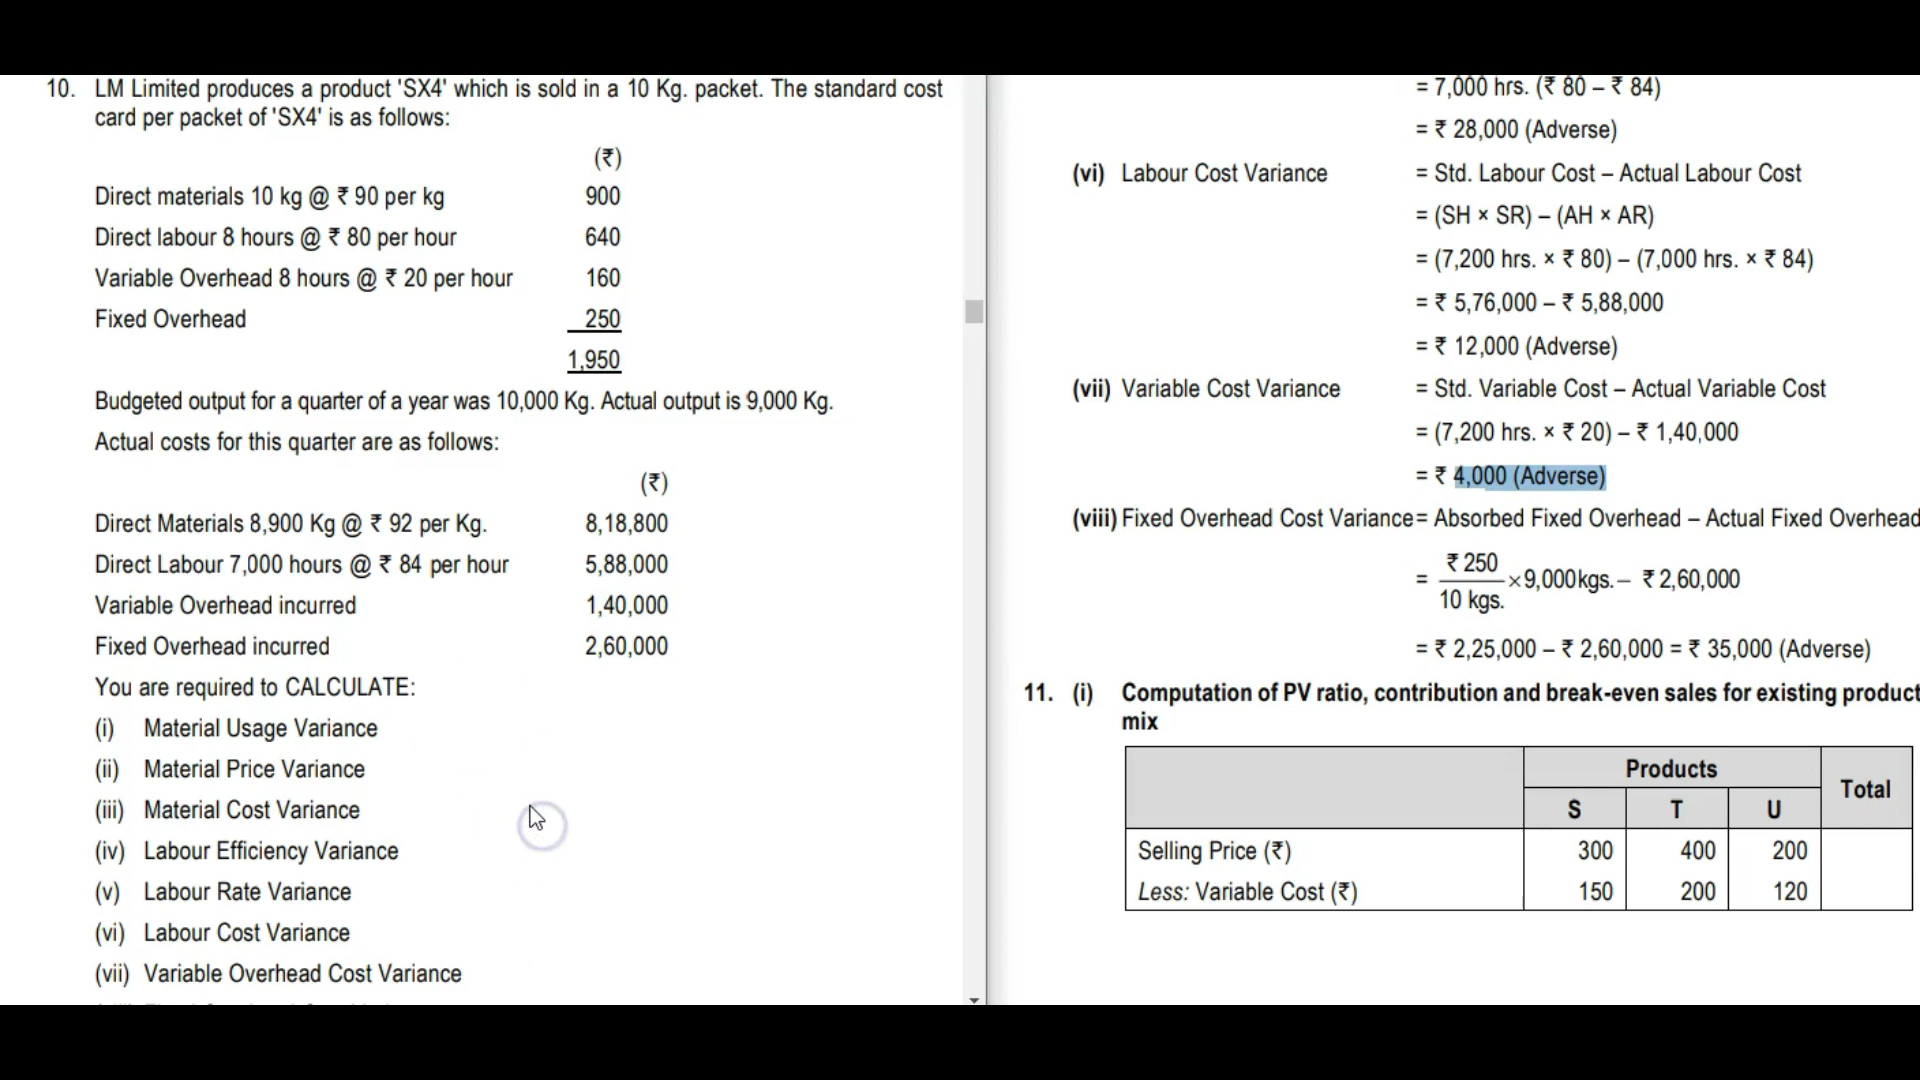 10. LM Limited produces a product 'SX4' which is sold in a 10 Kg. packet. The standard cost
card per packet of 'SX4' is as follows:
(₹)
Direct materials 10 kg @ ₹ 90 per kg 900
Direct labour 8 hours @ ₹ 80 per hour 640
Variable Overhead 8 hours @ ₹ 20 per hour 160
Fixed Overhead 250
1,950
Budgeted output for a quarter of a year was 10,000 Kg. Actual output is 9,000 Kg.
Actual costs for this quarter are as follows:
(₹)
Direct Materials 8,900 Kg @ ₹ 92 per Kg. 8,18,800
Direct Labour 7,000 hours @ ₹ 84 per hour 5,88,000
Variable Overhead incurred 1,40,000
Fixed Overhead incurred 2,60,000
You are required to CALCULATE:
(i) Material Usage Variance
(ii) Material Price Variance
(iii) Material Cost Variance
(iv) Labour Efficiency Variance
(v) Labour Rate Variance
(vi) Labour Cost Variance
(vii) Variable Overhead Cost Variance
= 7,000 hrs. (₹ 80 – ₹ 84)
= ₹ 28,000 (Adverse)
(vi) Labour Cost Variance = Std. Labour Cost – Actual Labour Cost
= (SH × SR) – (AH × AR)
= (7,200 hrs. × ₹ 80) – (7,000 hrs. × ₹ 84)
= ₹ 5,76,000 – ₹ 5,88,000
= ₹ 12,000 (Adverse)
(vii) Variable Cost Variance = Std. Variable Cost – Actual Variable Cost
= (7,200 hrs. × ₹ 20) – ₹ 1,40,000
= ₹ 4,000 (Adverse)
(viii) Fixed Overhead Cost Variance = Absorbed Fixed Overhead – Actual Fixed Overhead
₹ 250
= ×9,000kgs.– ₹ 2,60,000
10 kgs.
= ₹ 2,25,000 – ₹ 2,60,000 = ₹ 35,000 (Adverse)
11. (i) Computation of PV ratio, contribution and break-even sales for existing product
mix
Products Total
S T U
Selling Price (₹) 300 400 200
Less: Variable Cost (₹) 150 200 120